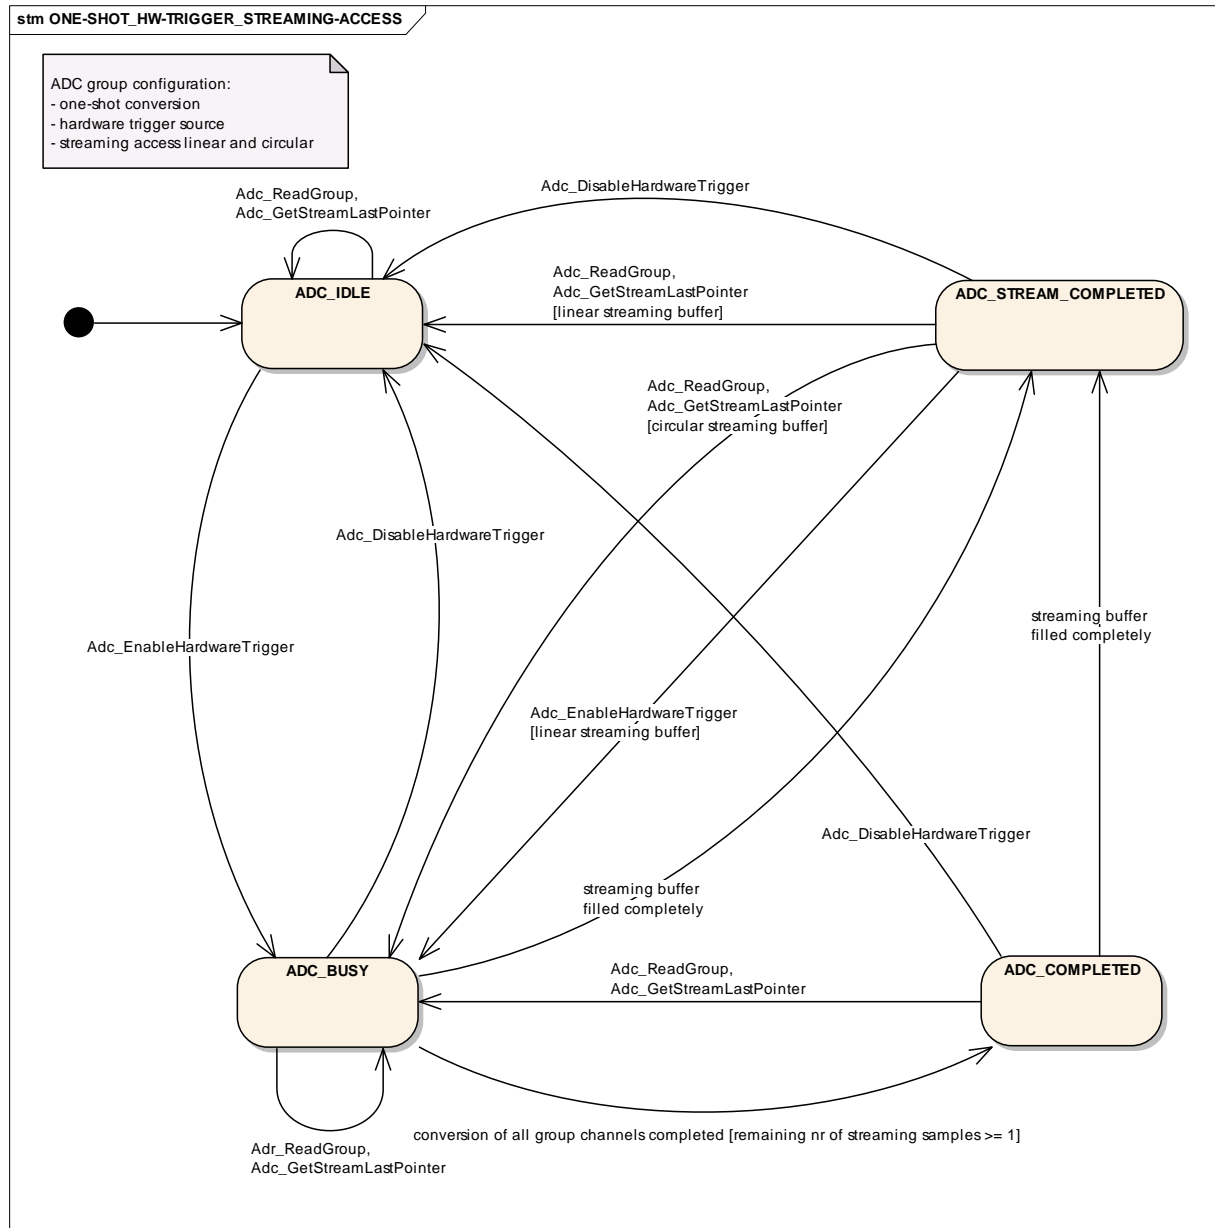 stm ONE-SHOT_HW-TRIGGER_STREAMING-ACCESS
ADC group configuration:
- one-shot conversion
- hardware trigger source
- streaming access linear and circular
Adc_ReadGroup,
Adc_GetStreamLastPointer
Adc_DisableHardwareTrigger
ADC_IDLE
Adc_ReadGroup,
Adc_GetStreamLastPointer
[linear streaming buffer]
ADC_STREAM_COMPLETED
Adc_ReadGroup,
Adc_GetStreamLastPointer
[circular streaming buffer]
Adc_DisableHardwareTrigger
Adc_EnableHardwareTrigger
streaming buffer
filled completely
Adc_EnableHardwareTrigger
[linear streaming buffer]
Adc_DisableHardwareTrigger
streaming buffer
filled completely
ADC_BUSY
Adc_ReadGroup,
Adc_GetStreamLastPointer
ADC_COMPLETED
conversion of all group channels completed [remaining nr of streaming samples >= 1]
Adr_ReadGroup,
Adc_GetStreamLastPointer